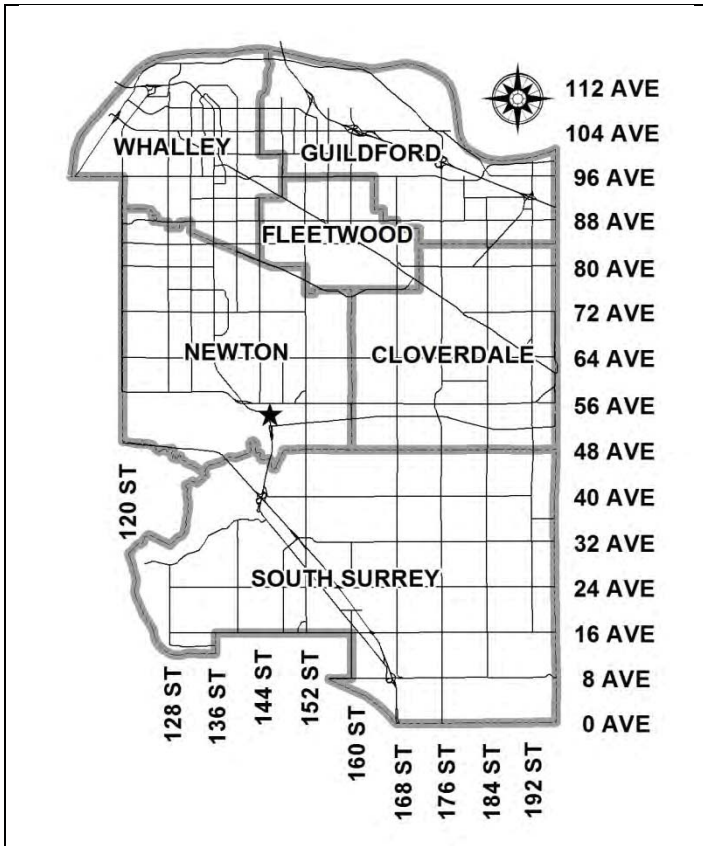 112 AVE
104 AVE
WHALLEY
GUILDFORD
96 AVE
88 AVE
FLEETWOOD
80 AVE
72 AVE
NEWTON
CLOVERDALE
64 AVE
56 AVE
48 AVE
120 ST
40 AVE
32 AVE
SOUTH SURREY
24 AVE
16 AVE
128 ST
136 ST
144 ST
152 ST
8 AVE
160 ST
0 AVE
168 ST
176 ST
184 ST
192 ST